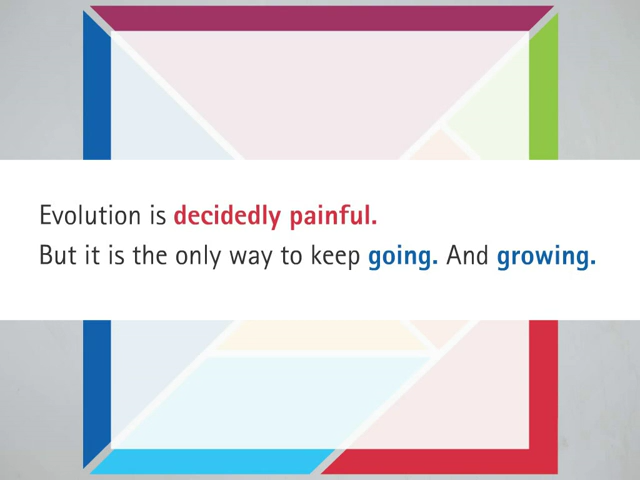 Evolution is decidedly painful.
But it is the only way to keep going. And growing.